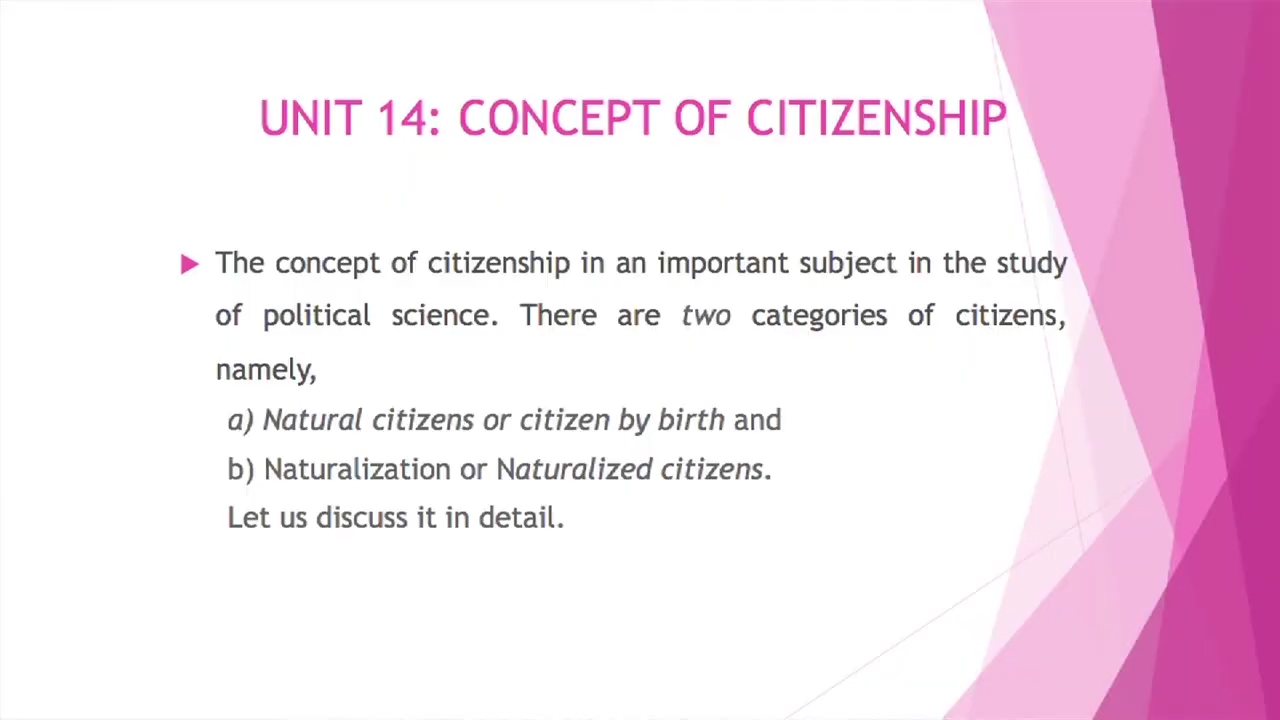 UNIT 14: CONCEPT OF CITIZENSHIP
The concept of citizenship in an important subject in the study
of political science. There are two categories of citizens,
namely,
a) Natural citizens or citizen by birth and
b) Naturalization or Naturalized citizens.
Let us discuss it in detail.